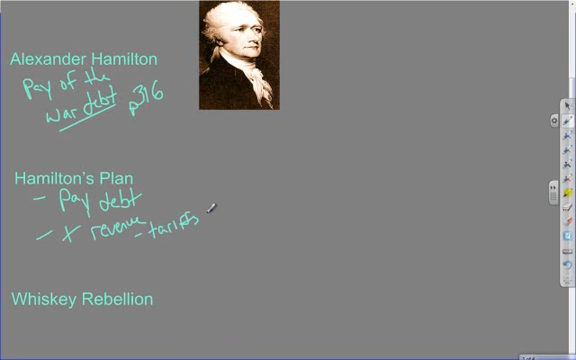 Alexander Hamilton
Pay of the
war debt p316
Hamilton's Plan
- Pay debt
- + revenue - tariffs
Whiskey Rebellion